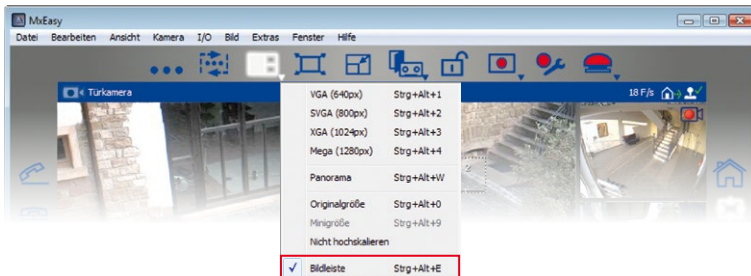 MxEasy
Datei Bearbeiten Ansicht Kamera I/O Bild Extras Fenster Hilfe
Türkamera 18 F/s
VGA (640px) Strg+Alt+1
SVGA (800px) Strg+Alt+2
XGA (1024px) Strg+Alt+3
Mega (1280px) Strg+Alt+4
Panorama Strg+Alt+W
2
Originalgröße Strg+Alt+0
Minigröße Strg+Alt+9
Nicht hochskalieren
Bildleiste Strg+Alt+E